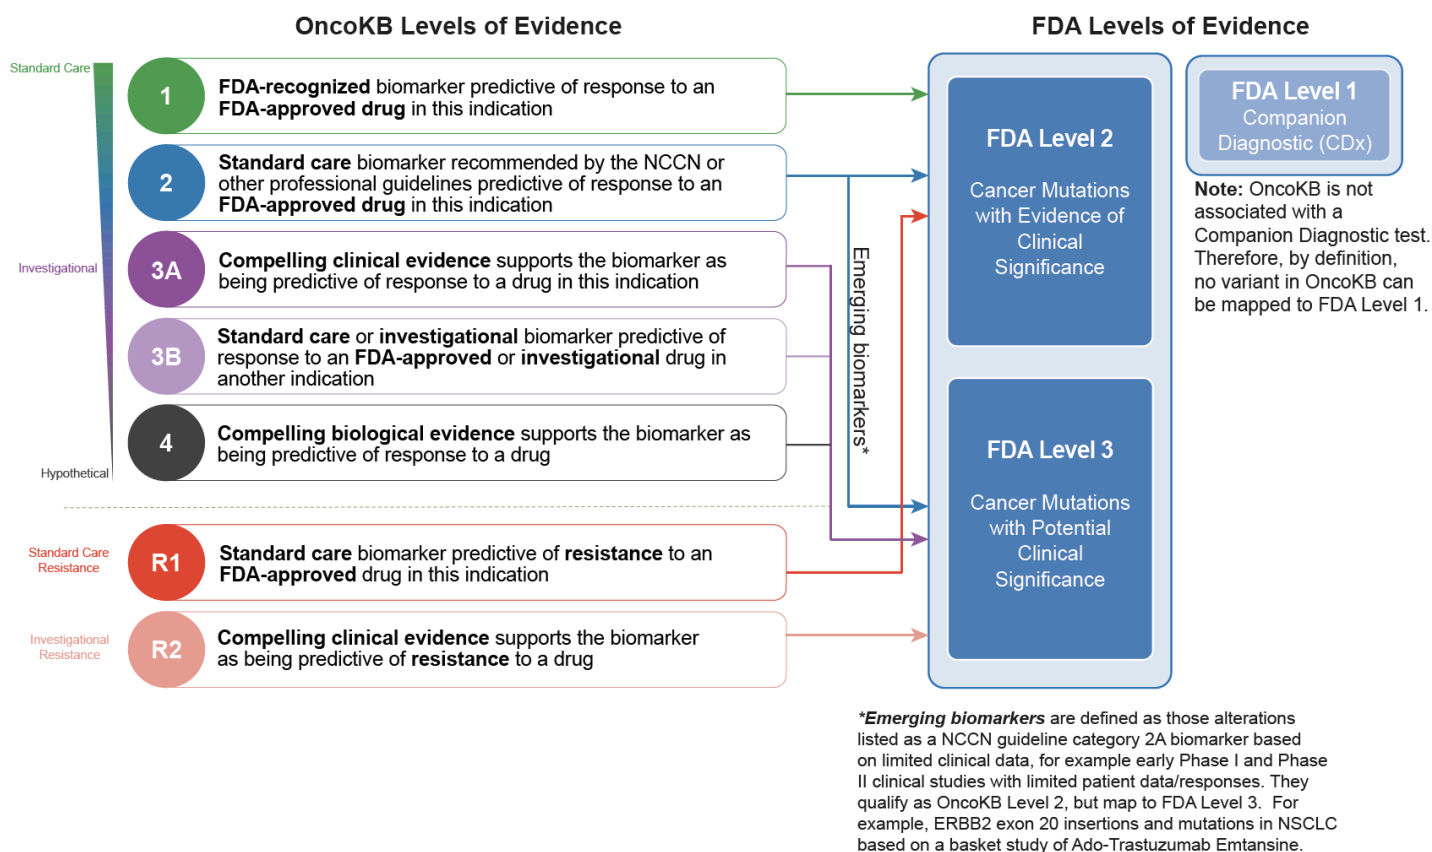 OncoKB Levels of Evidence
FDA Levels of Evidence
Standard Care
Investigational
Hypothetical
Standard Care
Resistance
Investigational
Resistance
1
FDA-recognized biomarker predictive of response to an
FDA-approved drug in this indication
2
Standard care biomarker recommended by the NCCN or
other professional guidelines predictive of response to an
FDA-approved drug in this indication
3A
Compelling clinical evidence supports the biomarker as
being predictive of response to a drug in this indication
3B
Standard care or investigational biomarker predictive of
response to an FDA-approved or investigational drug in
another indication
4
Compelling biological evidence supports the biomarker as
being predictive of response to a drug
R1
Standard care biomarker predictive of resistance to an
FDA-approved drug in this indication
R2
Compelling clinical evidence supports the biomarker
as being predictive of resistance to a drug
Emerging biomarkers*
FDA Level 2
Cancer Mutations
with Evidence of
Clinical
Significance
FDA Level 3
Cancer Mutations
with Potential
Clinical
Significance
FDA Level 1
Companion
Diagnostic (CDx)
Note: OncoKB is not
associated with a
Companion Diagnostic test.
Therefore, by definition,
no variant in OncoKB can
be mapped to FDA Level 1.
*Emerging biomarkers are defined as those alterations
listed as a NCCN guideline category 2A biomarker based
on limited clinical data, for example early Phase I and Phase
II clinical studies with limited patient data/responses. They
qualify as OncoKB Level 2, but map to FDA Level 3. For
example, ERBB2 exon 20 insertions and mutations in NSCLC
based on a basket study of Ado-Trastuzumab Emtansine.